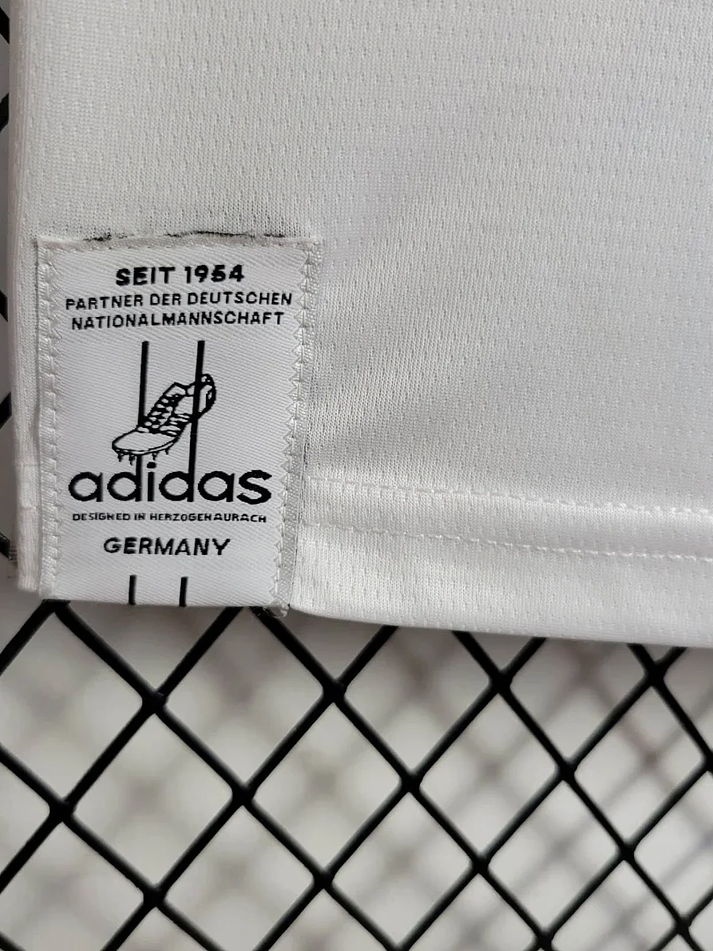 SEIT 1954
PARTNER DER DEUTSCHEN
NATIONALMANNSCHAFT
adidas
DESIGNED IN HERZOGENAURACH
GERMANY